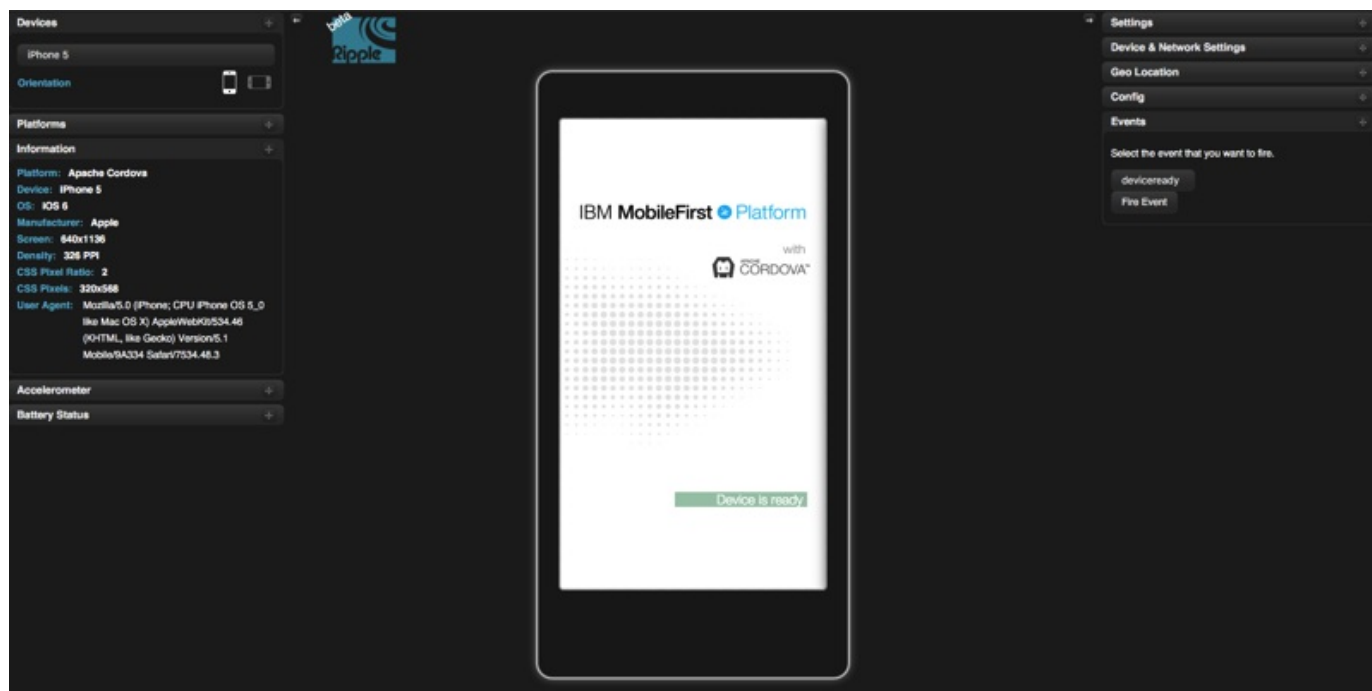 Devices
iPhone 5
Orientation
Platforms
Information
Platform: Apache Cordova
Device: iPhone 5
OS: iOS 6
Manufacturer: Apple
Screen: 640x1136
Density: 326 PPI
CSS Pixel Ratio: 2
CSS Pixels: 320x568
User Agent: Mozilla/5.0 (iPhone; CPU iPhone OS 5_0
like Mac OS X) AppleWebKit/534.46
(KHTML, like Gecko) Version/5.1
Mobile/9A334 Safari/7534.48.3
Accelerometer
Battery Status
beta
Ripple
IBM MobileFirst Platform
with
APACHE
CORDOVA™
Device is ready
Settings
Device & Network Settings
Geo Location
Config
Events
Select the event that you want to fire.
deviceready
Fire Event